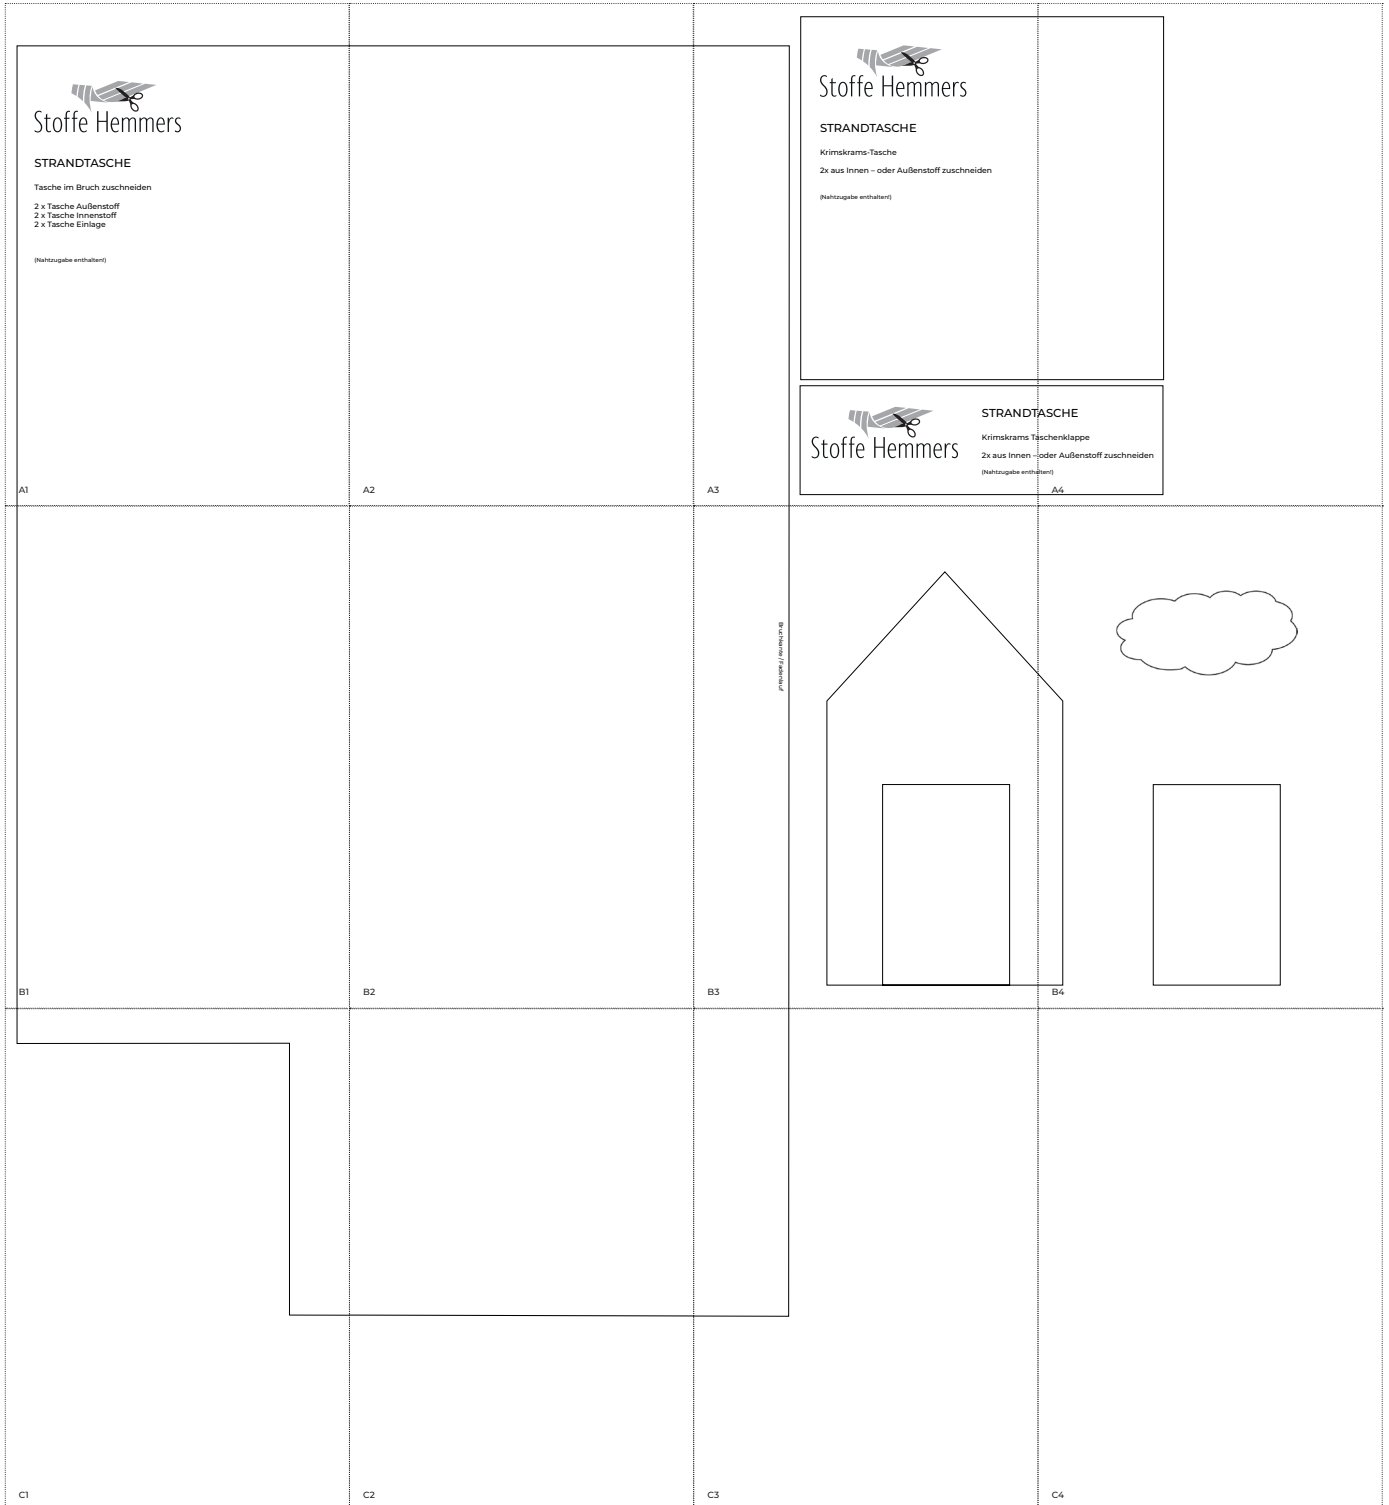 Stoffe Hemmers
STRANDTASCHE
Tasche im Bruch zuschneiden
2 x Tasche Außenstoff
2 x Tasche Innenstoff
2 x Tasche Einlage
(Nahtzugabe enthalten!)
Stoffe Hemmers
STRANDTASCHE
Krimskrams-Tasche
2x aus Innen – oder Außenstoff zuschneiden
(Nahtzugabe enthalten!)
Stoffe Hemmers
STRANDTASCHE
Krimskrams Taschenklappe
2x aus Innen – oder Außenstoff zuschneiden
(Nahtzugabe enthalten!)
A1
A2
A3
A4
Bruchkante / Fadenlauf
B1
B2
B3
B4
C1
C2
C3
C4